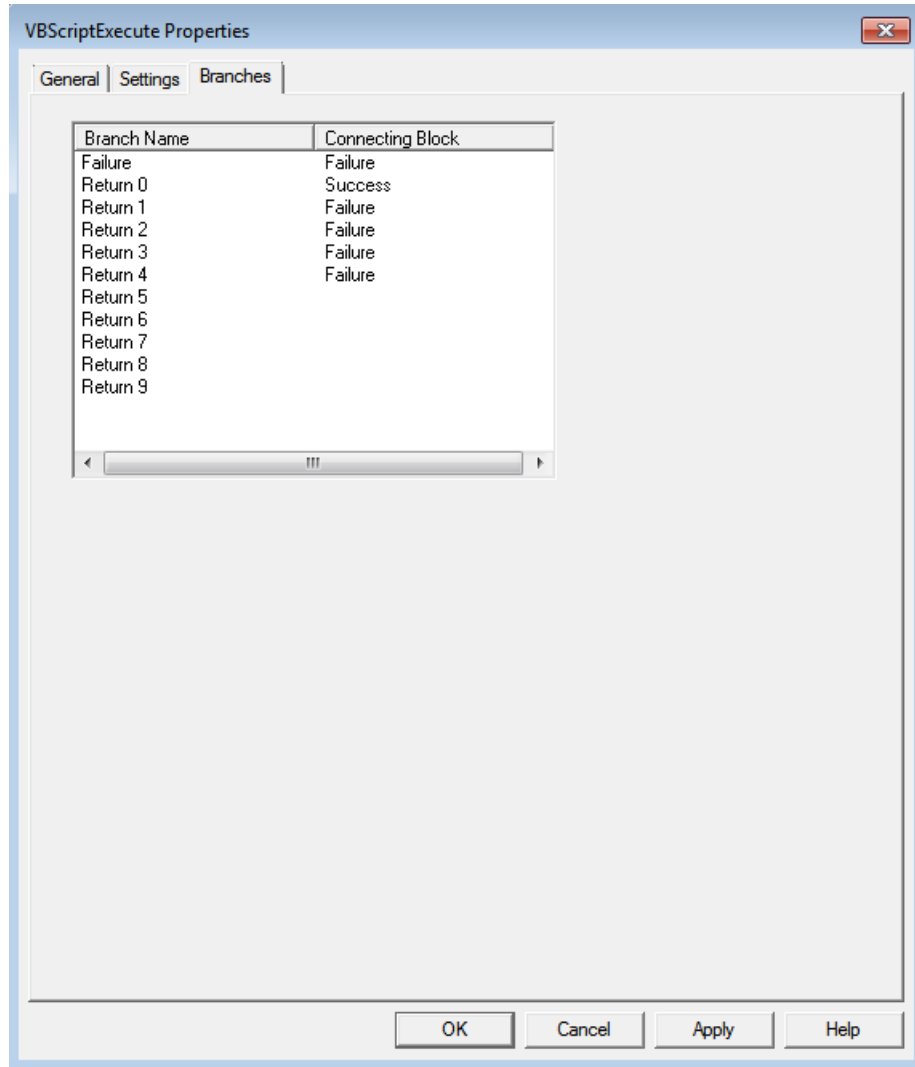 VBScriptExecute Properties
General Settings Branches
Branch Name Connecting Block
Failure Failure
Return 0 Success
Return 1 Failure
Return 2 Failure
Return 3 Failure
Return 4 Failure
Return 5
Return 6
Return 7
Return 8
Return 9
OK Cancel Apply Help